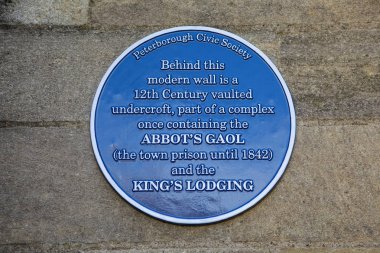 Peterborough Civic Society
Behind this
modern wall is a
12th Century vaulted
undercroft, part of a complex
once containing the
ABBOT'S GAOL
(the town prison until 1842)
and the
KING'S LODGING